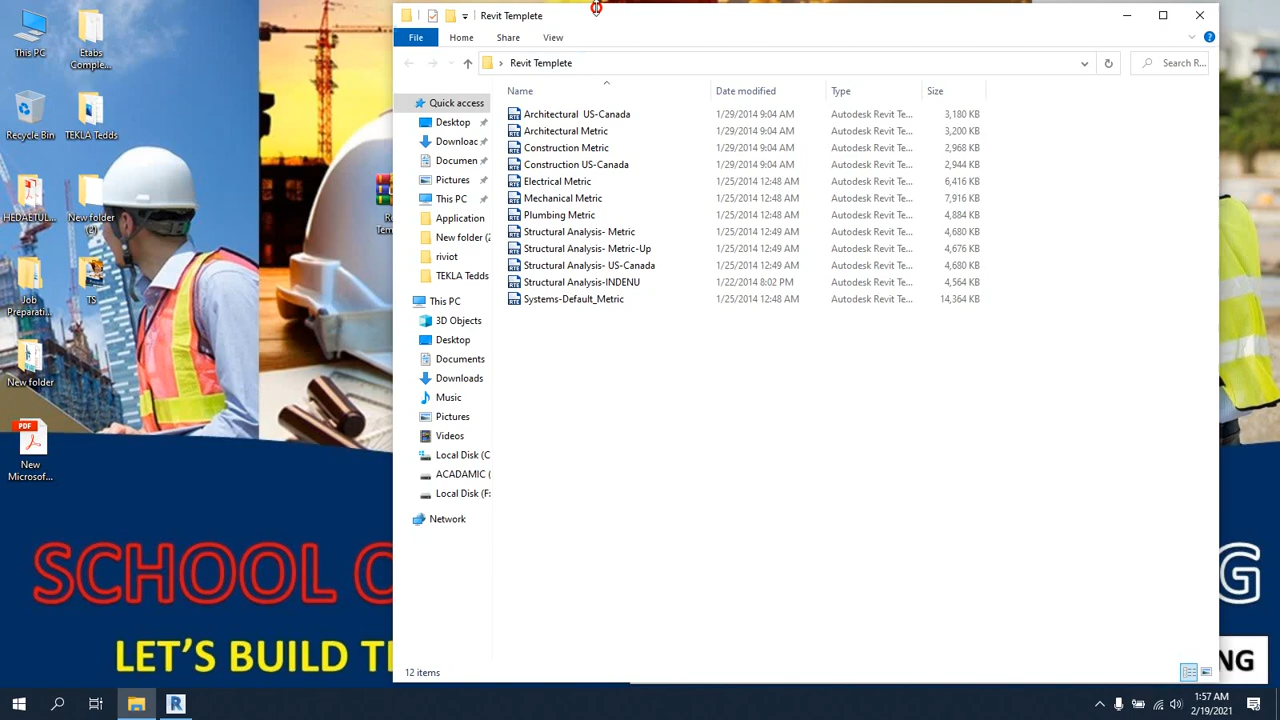 Revit Templete
File
Home
Share
View
Revit Templete
Search R...
Name
Date modified
Type
Size
Quick access
Desktop
Downloac
Documen
Pictures
This PC
Application
New folder (2
riviot
TEKLA Tedds
This PC
3D Objects
Desktop
Documents
Downloads
Music
Pictures
Videos
Local Disk (C
ACADAMIC (
Local Disk (F:
Network
Architectural US-Canada 1/29/2014 9:04 AM Autodesk Revit Te... 3,180 KB
Architectural Metric 1/29/2014 9:04 AM Autodesk Revit Te... 3,200 KB
Construction Metric 1/29/2014 9:04 AM Autodesk Revit Te... 2,968 KB
Construction US-Canada 1/29/2014 9:04 AM Autodesk Revit Te... 2,944 KB
Electrical Metric 1/25/2014 12:48 AM Autodesk Revit Te... 6,416 KB
Mechanical Metric 1/25/2014 12:48 AM Autodesk Revit Te... 7,916 KB
Plumbing Metric 1/25/2014 12:48 AM Autodesk Revit Te... 4,884 KB
Structural Analysis- Metric 1/25/2014 12:49 AM Autodesk Revit Te... 4,680 KB
Structural Analysis- Metric-Up 1/25/2014 12:49 AM Autodesk Revit Te... 4,676 KB
Structural Analysis- US-Canada 1/25/2014 12:49 AM Autodesk Revit Te... 4,680 KB
Structural Analysis-INDENU 1/22/2014 8:02 PM Autodesk Revit Te... 4,564 KB
Systems-Default_Metric 1/25/2014 12:48 AM Autodesk Revit Te... 14,364 KB
12 items
This PC
Etabs
Comple...
Recycle Bin
TEKLA Tedds
HEDAETUL...
New folder
(2)
Job
Preparati...
TS
New folder
PDF
New
Microsof...
SCHOOL O
G
LET'S BUILD T
NG
1:57 AM
2/19/2021